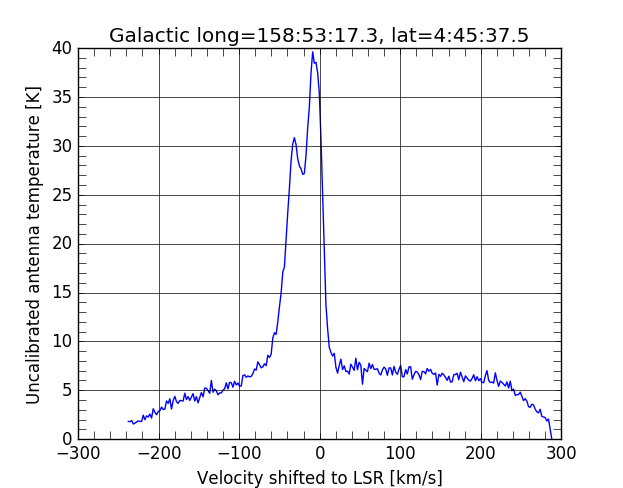 Galactic long=158:53:17.3, lat=4:45:37.5
Uncalibrated antenna temperature [K]
40
35
30
25
20
15
10
5
0
−300 −200 −100 0 100 200 300
Velocity shifted to LSR [km/s]